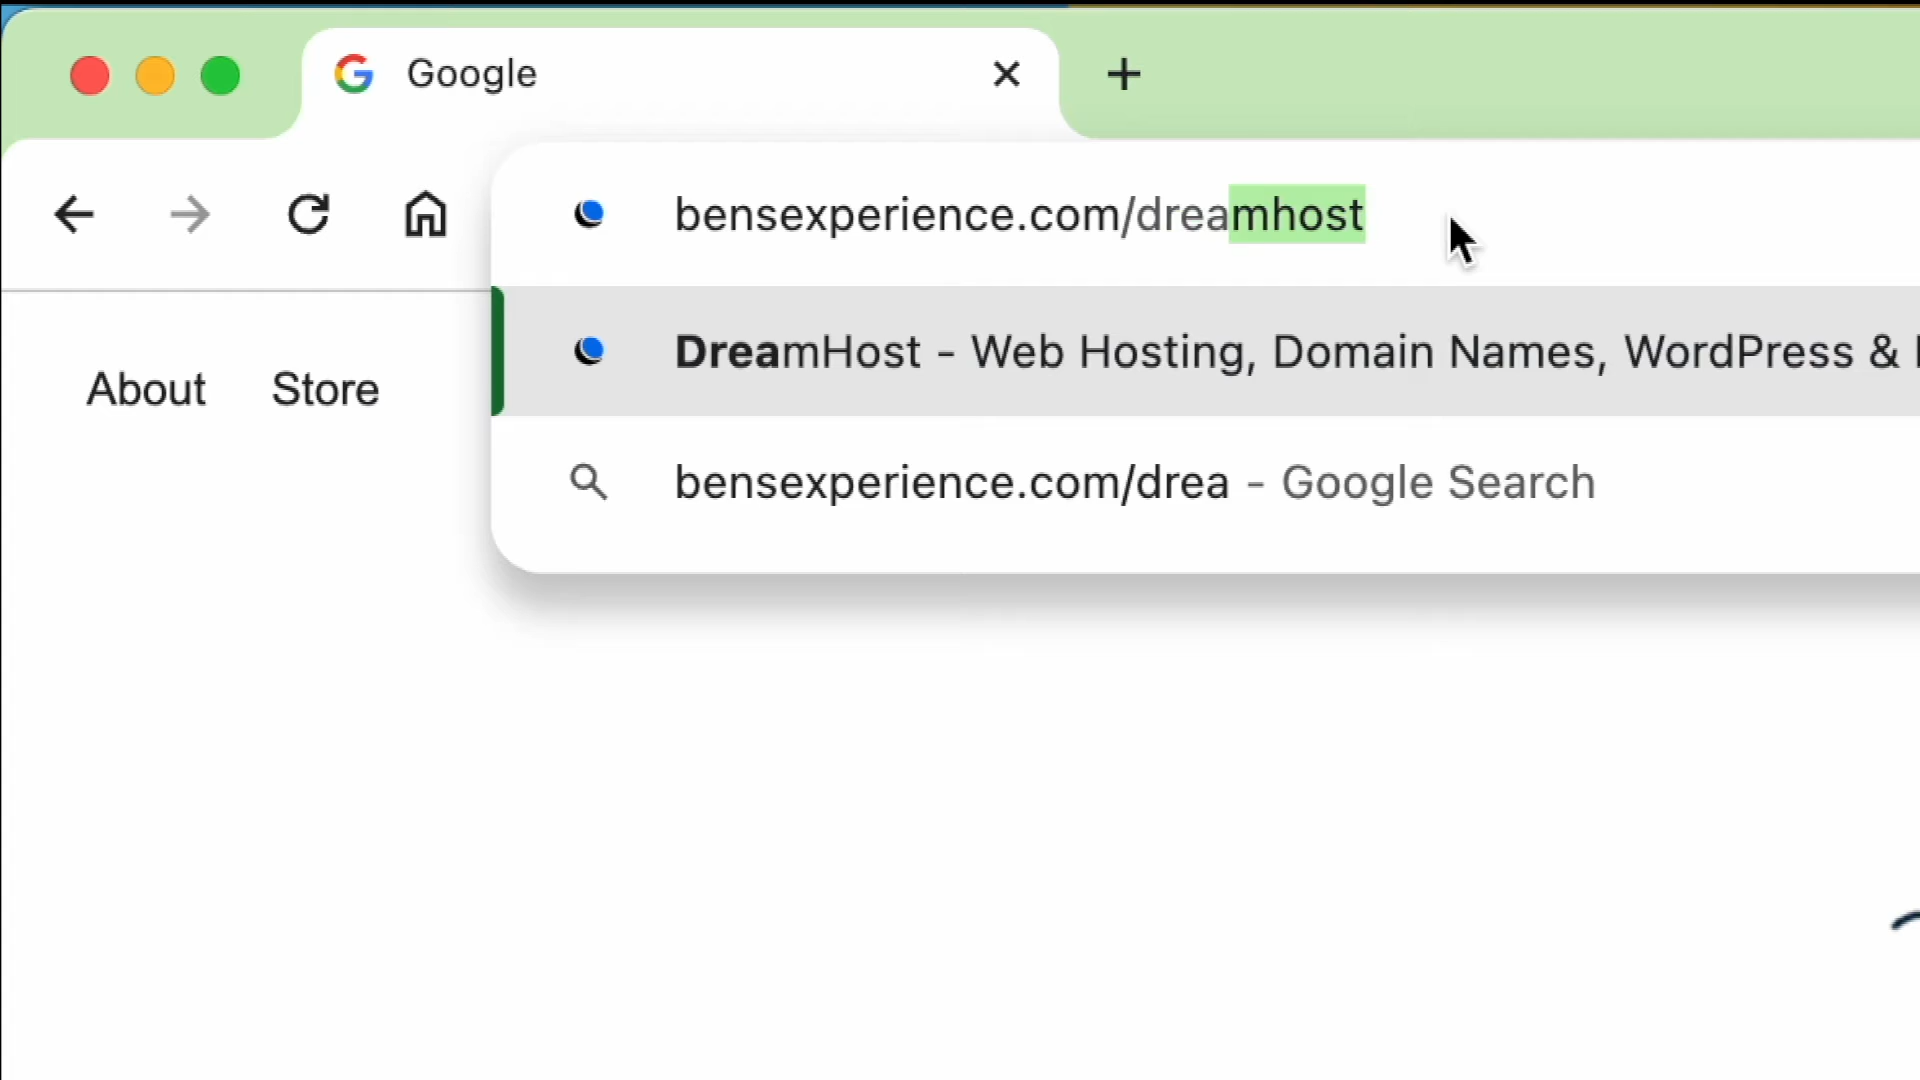 Google
bensexperience.com/dreamhost
DreamHost - Web Hosting, Domain Names, WordPress &
bensexperience.com/drea - Google Search
About Store